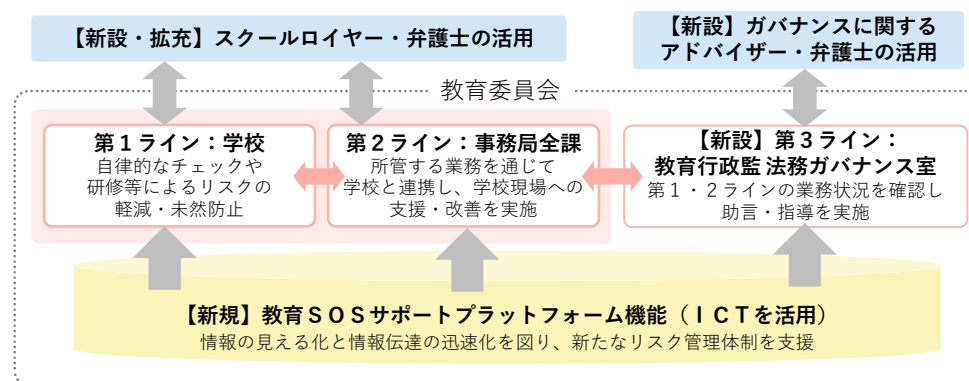 【新設・拡充】スクールロイヤー・弁護士の活用
【新設】ガバナンスに関する
アドバイザー・弁護士の活用
教育委員会
第１ライン：学校
自律的なチェックや
研修等によるリスクの
軽減・未然防止
第２ライン：事務局全課
所管する業務を通じて
学校と連携し、学校現場への
支援・改善を実施
【新設】第３ライン：
教育行政監 法務ガバナンス室
第１・２ラインの業務状況を確認し
助言・指導を実施
【新規】教育ＳＯＳサポートプラットフォーム機能（ＩＣＴを活用）
情報の見える化と情報伝達の迅速化を図り、新たなリスク管理体制を支援